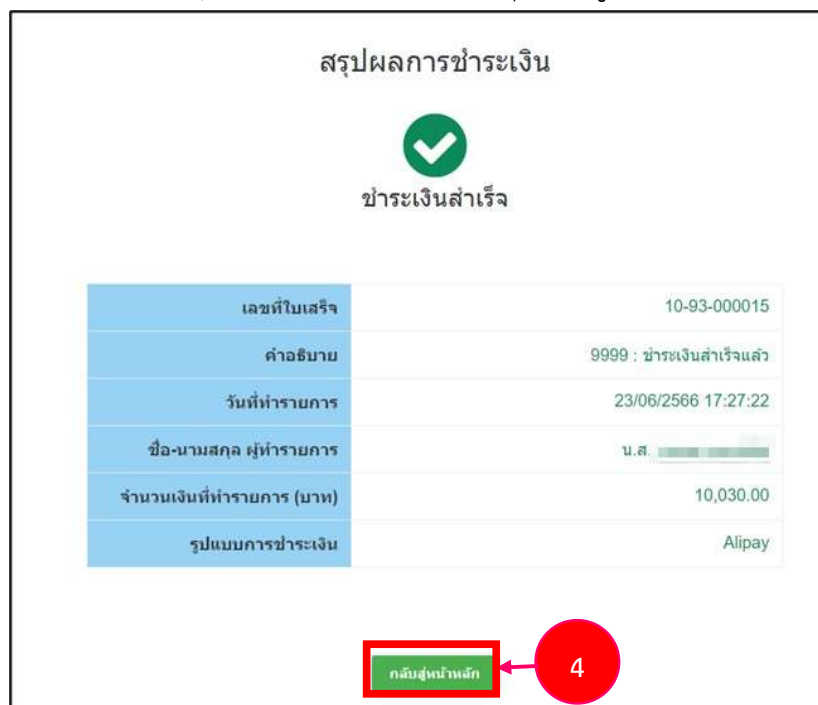 สรุปผลการชำระเงิน
ชำระเงินสำเร็จ
เลขที่ใบเสร็จ 10-93-000015
คำอธิบาย 9999 : ชำระเงินสำเร็จแล้ว
วันที่ทำรายการ 23/06/2566 17:27:22
ชื่อ-นามสกุล ผู้ทำรายการ น.ส.
จำนวนเงินที่ทำรายการ (บาท) 10,030.00
รูปแบบการชำระเงิน Alipay
กลับสู่หน้าหลัก 4